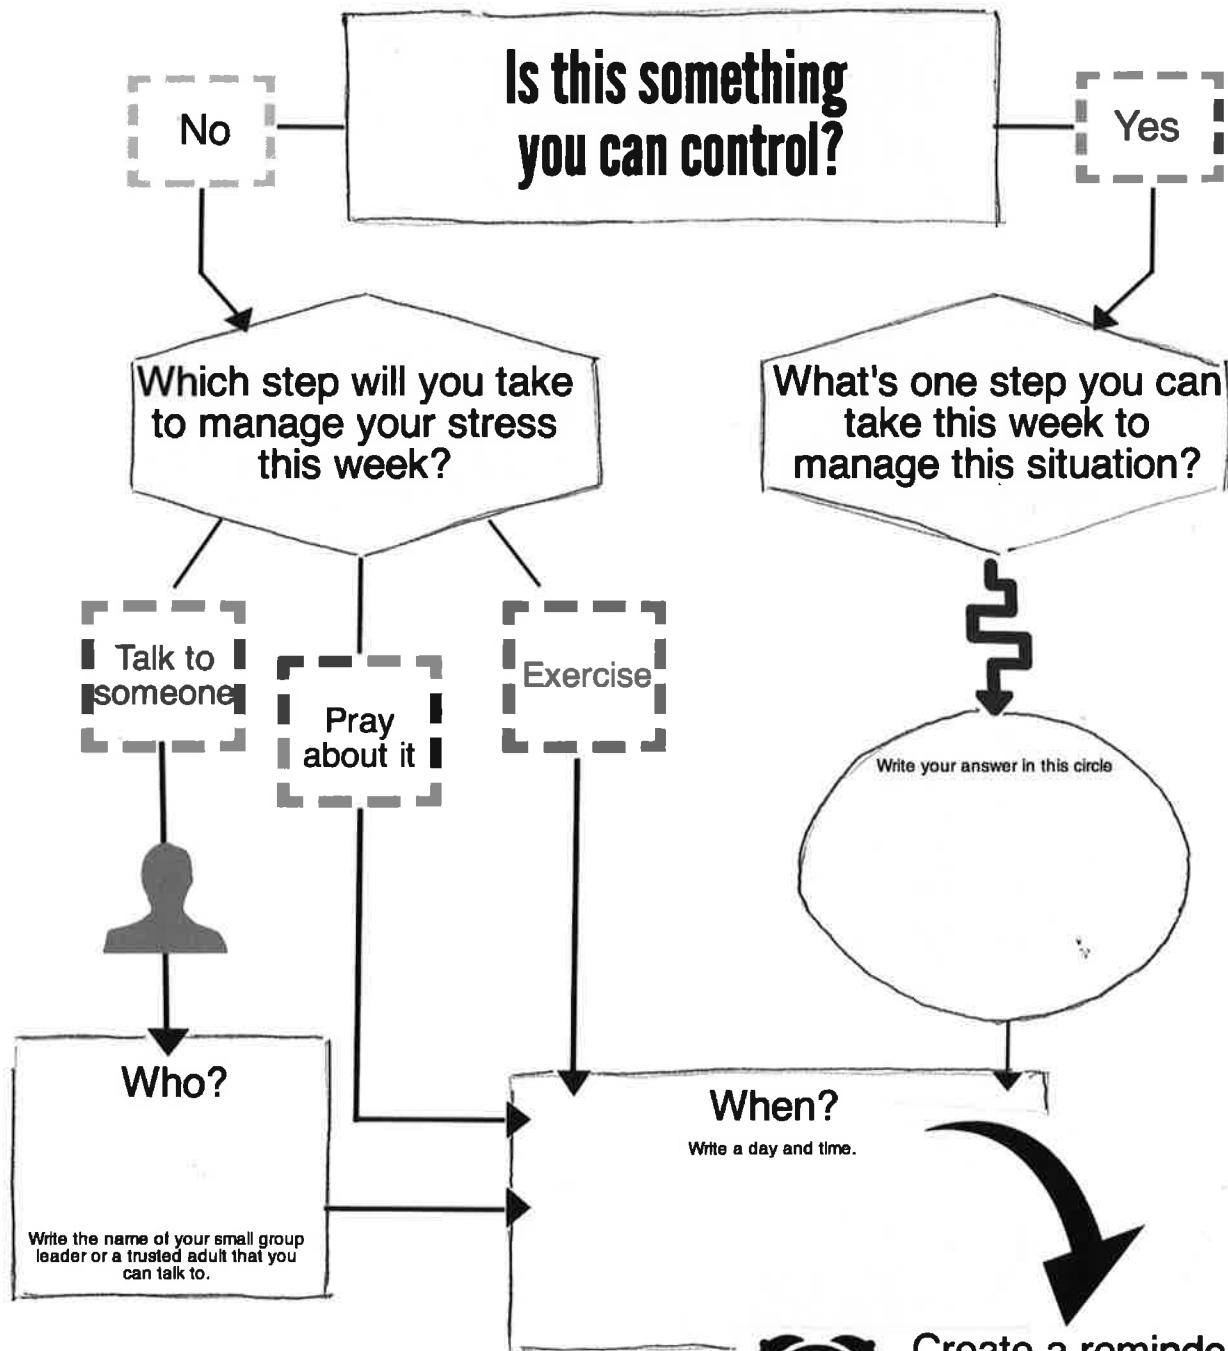 Is this something
you can control?
No
Yes
Which step will you take
to manage your stress
this week?
What's one step you can
take this week to
manage this situation?
Talk to
someone
Pray
about it
Exercise
Write your answer in this circle
Who?
Write the name of your small group
leader or a trusted adult that you
can talk to.
When?
Write a day and time.
Create a